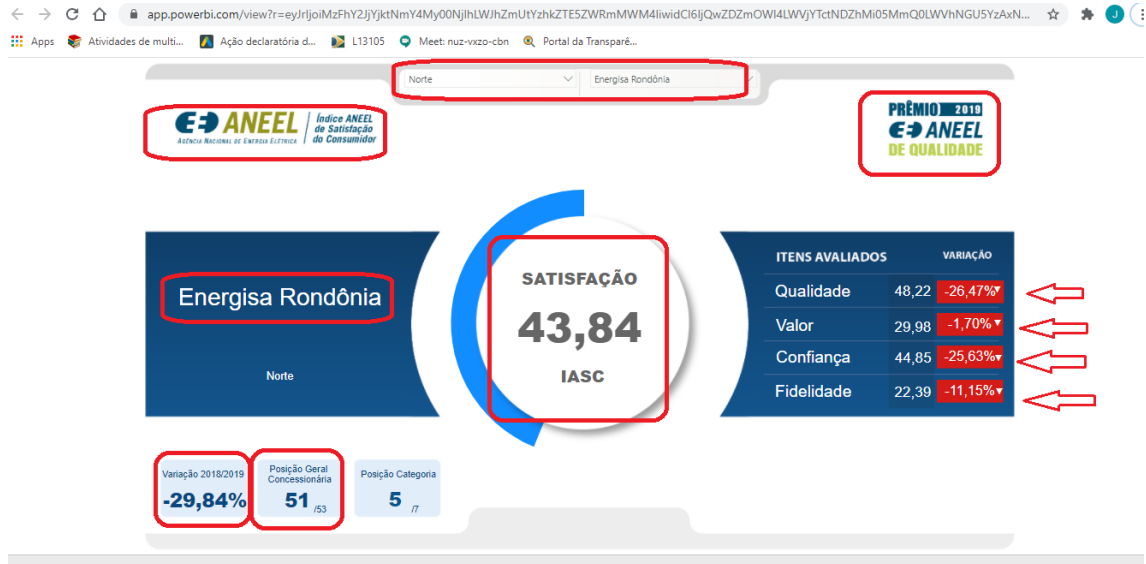 app.powerbi.com/view?r=eyJrIjoiMzFhY2JjYjktNmY4My00NjlhLWJhZmUtYzhkZTE5ZWRmMWM4IiwidCI6IjQwZDZmOWI4LWVjYTctNDZhMi05MmQ0LWVhNGU5YzAxN...
Apps Atividades de multi... Ação declaratória d... L13105 Meet: nuz-vxzo-cbn Portal da Transparê...
Norte Energisa Rondônia
ANEEL
AGÊNCIA NACIONAL DE ENERGIA ELÉTRICA
Índice ANEEL
de Satisfação
do Consumidor
PRÊMIO 2019
ANEEL
DE QUALIDADE
Energisa Rondônia
Norte
SATISFAÇÃO
43,84
IASC
ITENS AVALIADOS VARIAÇÃO
Qualidade 48,22 -26,47%
Valor 29,98 -1,70%
Confiança 44,85 -25,63%
Fidelidade 22,39 -11,15%
Variação 2018/2019
-29,84%
Posição Geral
Concessionária
51 /53
Posição Categoria
5 /7
J